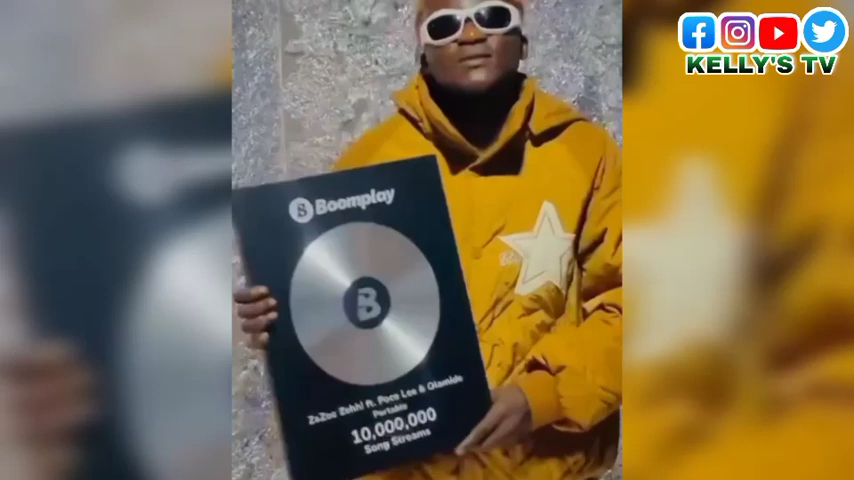 KELLY'S TV
Boomplay
B
ZaZoo Zehh! ft. Poco Lee & Olamide
Portable
10,000,000
Song Streams